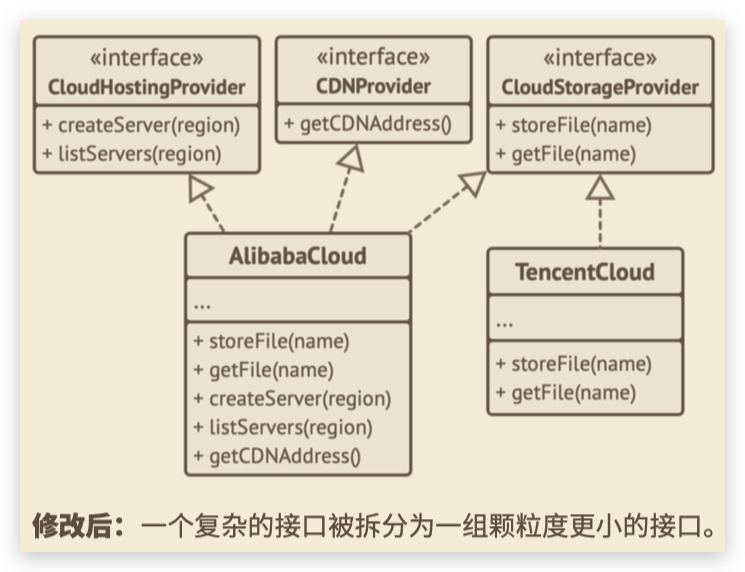 «interface»
CloudHostingProvider
+ createServer(region)
+ listServers(region)
«interface»
CDNProvider
+ getCDNAddress()
«interface»
CloudStorageProvider
+ storeFile(name)
+ getFile(name)
AlibabaCloud
...
+ storeFile(name)
+ getFile(name)
+ createServer(region)
+ listServers(region)
+ getCDNAddress()
TencentCloud
...
+ storeFile(name)
+ getFile(name)
修改后：一个复杂的接口被拆分为一组颗粒度更小的接口。